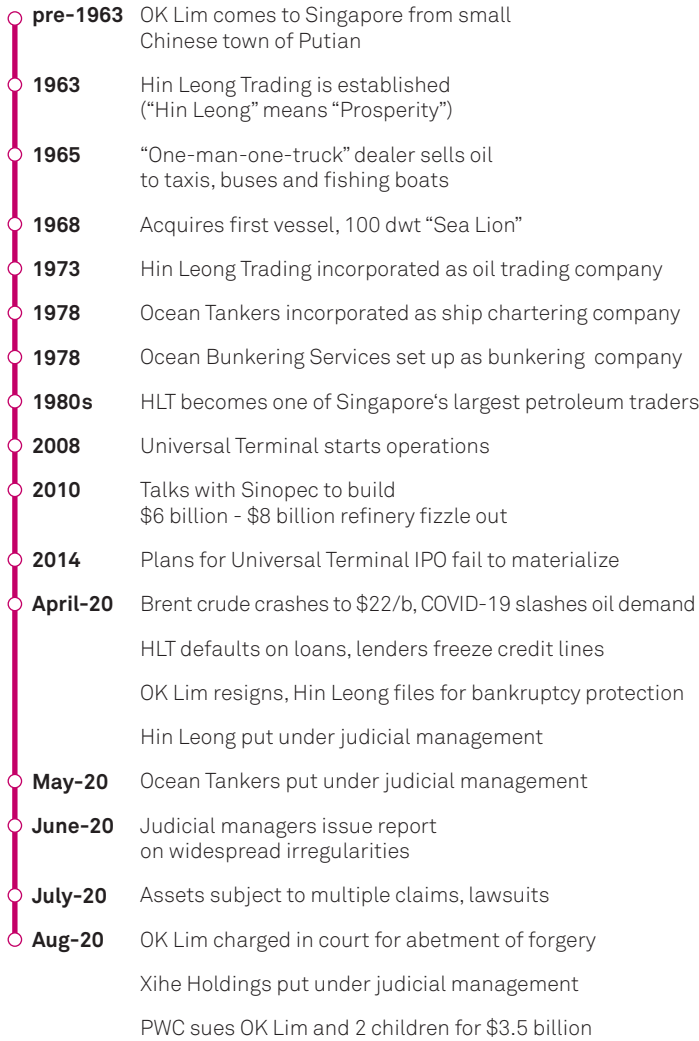 pre-1963 OK Lim comes to Singapore from small
Chinese town of Putian
1963 Hin Leong Trading is established
(“Hin Leong” means “Prosperity”)
1965 “One-man-one-truck” dealer sells oil
to taxis, buses and fishing boats
1968 Acquires first vessel, 100 dwt “Sea Lion”
1973 Hin Leong Trading incorporated as oil trading company
1978 Ocean Tankers incorporated as ship chartering company
1978 Ocean Bunkering Services set up as bunkering company
1980s HLT becomes one of Singapore‘s largest petroleum traders
2008 Universal Terminal starts operations
2010 Talks with Sinopec to build
$6 billion - $8 billion refinery fizzle out
2014 Plans for Universal Terminal IPO fail to materialize
April-20 Brent crude crashes to $22/b, COVID-19 slashes oil demand
HLT defaults on loans, lenders freeze credit lines
OK Lim resigns, Hin Leong files for bankruptcy protection
Hin Leong put under judicial management
May-20 Ocean Tankers put under judicial management
June-20 Judicial managers issue report
on widespread irregularities
July-20 Assets subject to multiple claims, lawsuits
Aug-20 OK Lim charged in court for abetment of forgery
Xihe Holdings put under judicial management
PWC sues OK Lim and 2 children for $3.5 billion